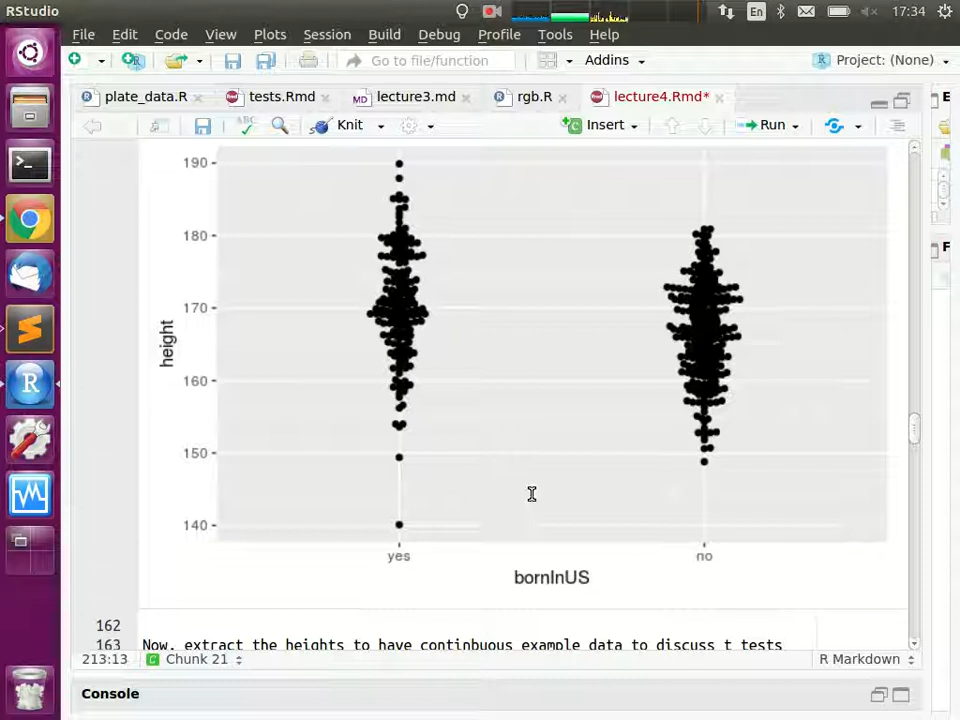 RStudio
En
17:34
File Edit Code View Plots Session Build Debug Profile Tools Help
Go to file/function
Addins
Project: (None)
plate_data.R
tests.Rmd
lecture3.md
rgb.R
lecture4.Rmd*
E
ABC
Knit
Insert
Run
190
180
170
160
150
140
height
yes
no
bornInUS
F
162
163 Now, extract the heights to have continbuous example data to discuss t tests
213:13 Chunk 21 R Markdown
Console